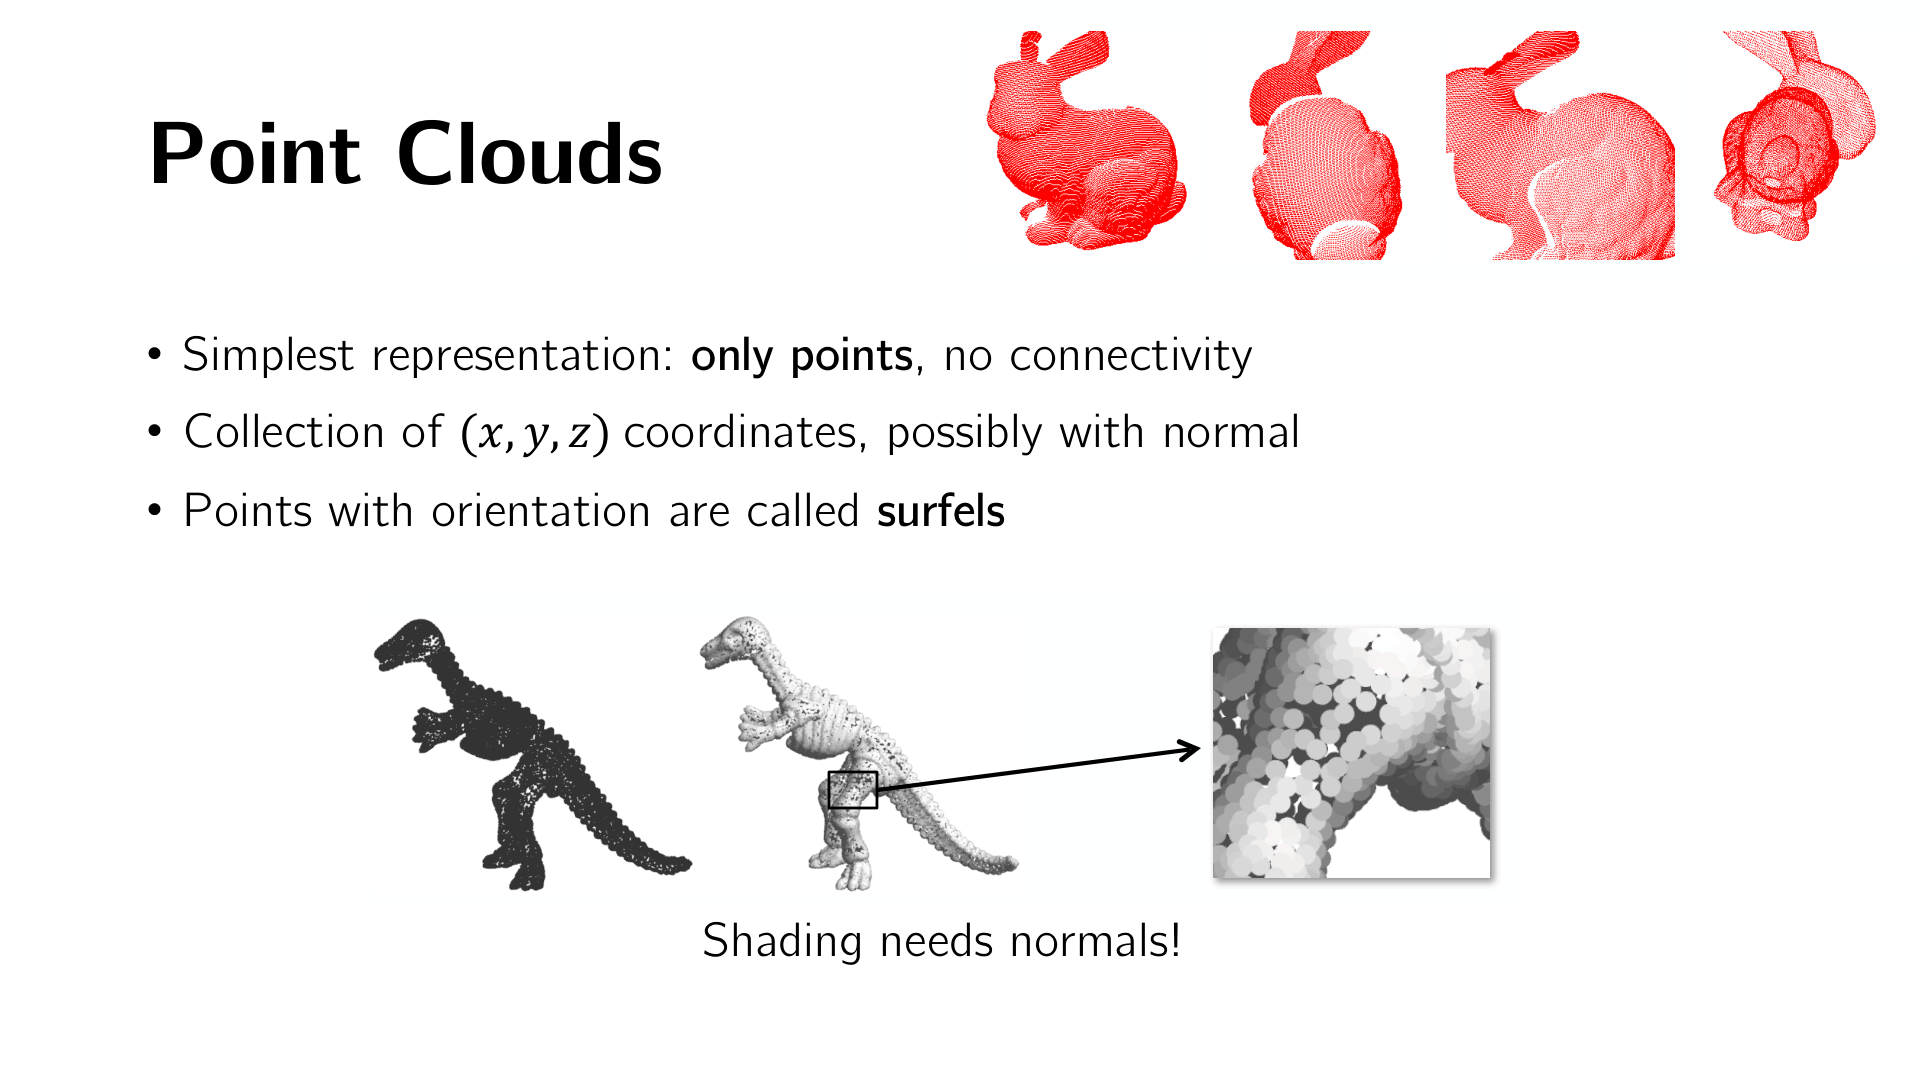 Point Clouds
• Simplest representation: only points, no connectivity
• Collection of (x, y, z) coordinates, possibly with normal
• Points with orientation are called surfels
Shading needs normals!